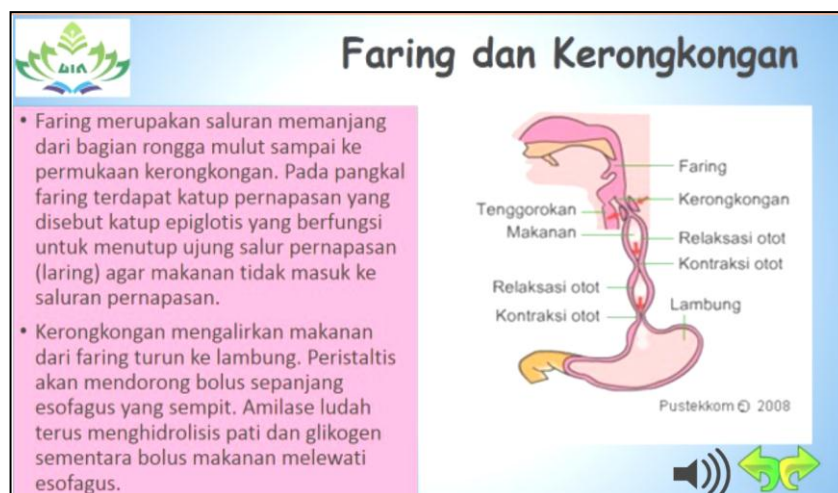 Faring dan Kerongkongan
• Faring merupakan saluran memanjang
dari bagian rongga mulut sampai ke
permukaan kerongkongan. Pada pangkal
faring terdapat katup pernapasan yang
disebut katup epiglotis yang berfungsi
untuk menutup ujung salur pernapasan
(laring) agar makanan tidak masuk ke
saluran pernapasan.
• Kerongkongan mengalirkan makanan
dari faring turun ke lambung. Peristaltis
akan mendorong bolus sepanjang
esofagus yang sempit. Amilase ludah
terus menghidrolisis pati dan glikogen
sementara bolus makanan melewati
esofagus.
Faring
Kerongkongan
Tenggorokan
Makanan
Relaksasi otot
Kontraksi otot
Relaksasi otot
Kontraksi otot
Lambung
Pustekkom © 2008